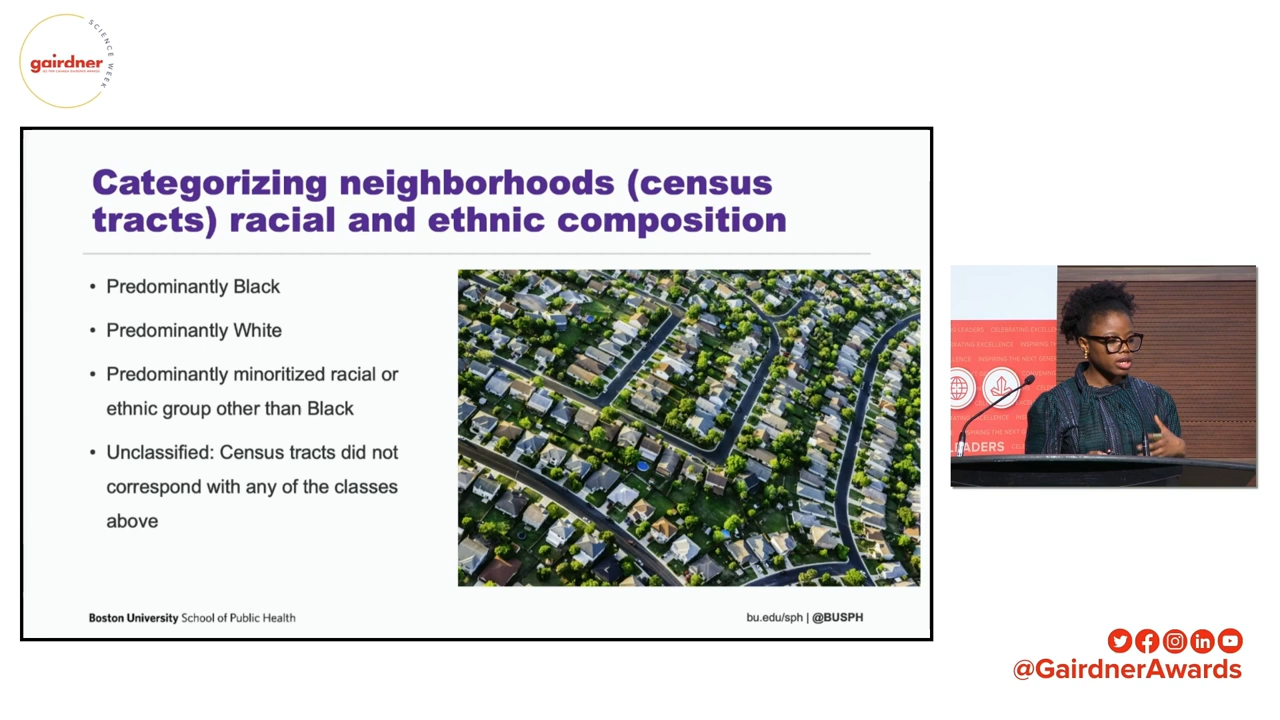 SCIENCE WEEK
gairdner
Categorizing neighborhoods (census
tracts) racial and ethnic composition
• Predominantly Black
• Predominantly White
• Predominantly minoritized racial or
ethnic group other than Black
• Unclassified: Census tracts did not
correspond with any of the classes
above
Boston University School of Public Health
bu.edu/sph | @BUSPH
LEADERS
@GairdnerAwards